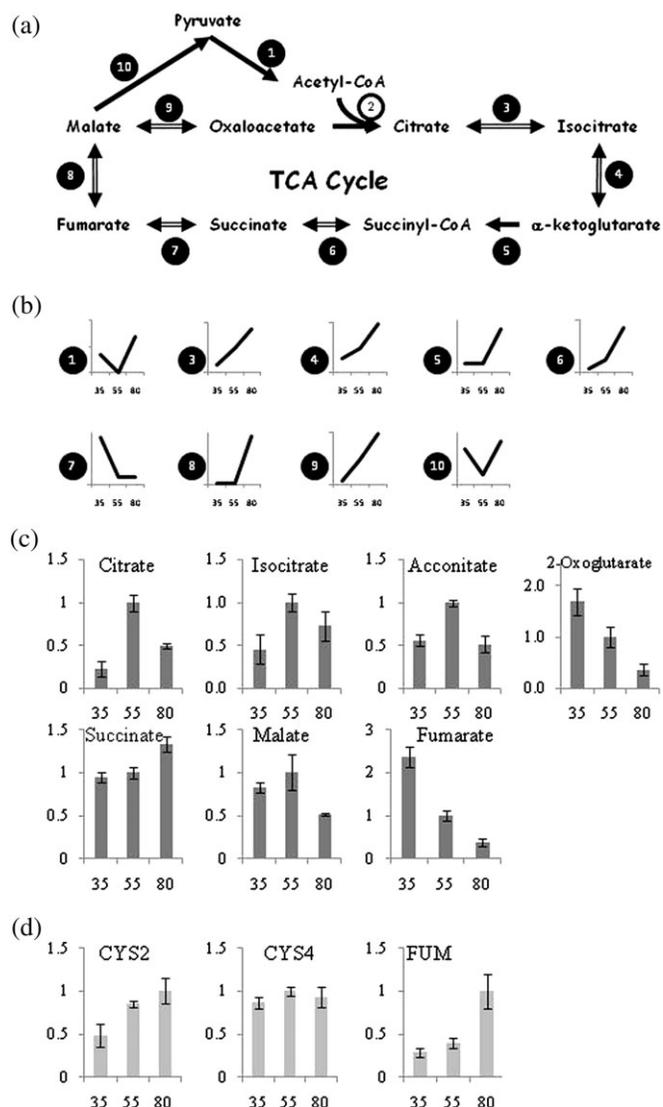 (a)
Pyruvate
1
10
Acetyl-CoA
9
2
3
Malate Oxaloacetate Citrate Isocitrate
8
TCA Cycle
4
Fumarate Succinate Succinyl-CoA α-ketoglutarate
7 6 5
(b)
1 3 4 5 6
35 55 80 35 55 80 35 55 80 35 55 80 35 55 80
7 8 9 10
35 55 80 35 55 80 35 55 80 35 55 80
(c)
Citrate
1.5
1
0.5
0
35 55 80
Isocitrate
1.5
1
0.5
0
35 55 80
Acconitate
1.5
1
0.5
0
35 55 80
2-Oxoglutarate
2.0
1.0
0.0
35 55 80
Succinate
1.5
1
0.5
0
35 55 80
Malate
1.5
1
0.5
0
35 55 80
Fumarate
3
2
1
0
35 55 80
(d)
CYS2
1.5
1
0.5
0
35 55 80
CYS4
1.5
1
0.5
0
35 55 80
FUM
1.5
1
0.5
0
35 55 80